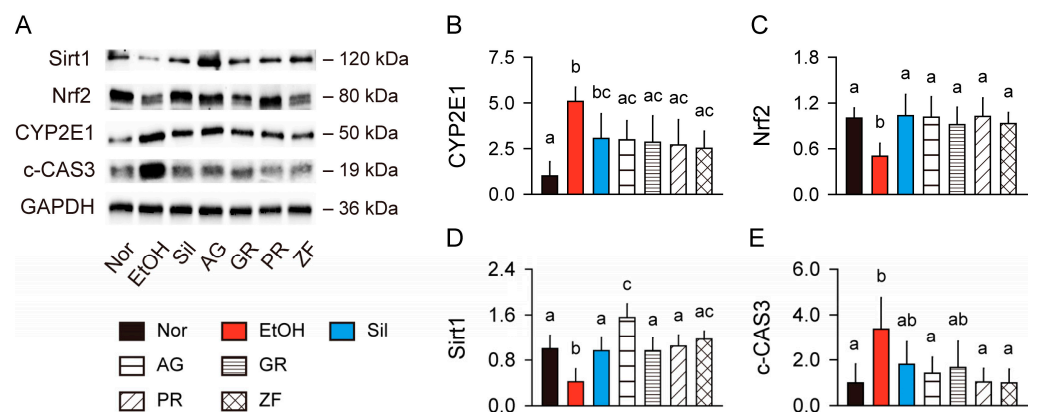 A
Sirt1 – 120 kDa
Nrf2 – 80 kDa
CYP2E1 – 50 kDa
c-CAS3 – 19 kDa
GAPDH – 36 kDa
Nor EtOH Sil AG GR PR ZF
Nor EtOH Sil
AG GR
PR ZF
B
CYP2E1
7.5
5.0
2.5
0.0
a b bc ac ac ac ac
C
Nrf2
1.8
1.2
0.6
0.0
a b a a a a a
D
Sirt1
2.4
1.6
0.8
0.0
a b a c a a ac
E
c-CAS3
6.0
4.0
2.0
0.0
a b ab a ab a a